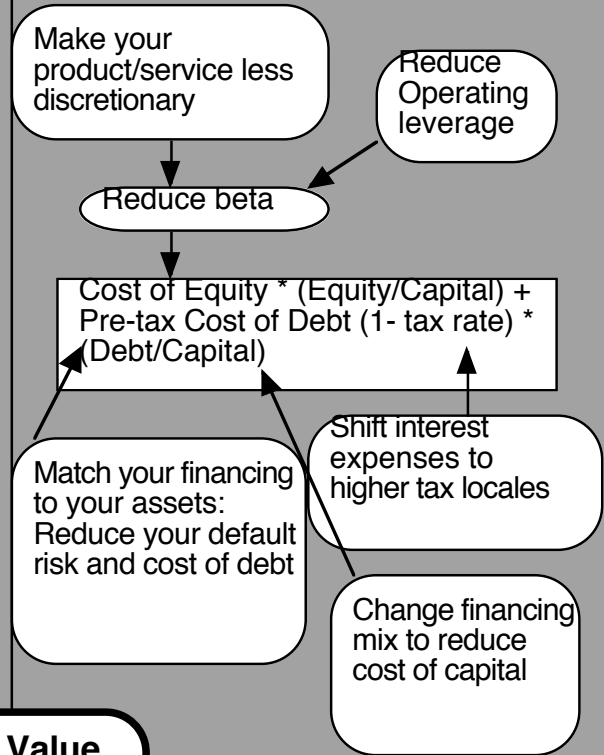 Make your
product/service less
discretionary
Reduce
Operating
leverage
Reduce beta
Cost of Equity * (Equity/Capital) +
Pre-tax Cost of Debt (1- tax rate) *
(Debt/Capital)
Shift interest
expenses to
higher tax locales
Match your financing
to your assets:
Reduce your default
risk and cost of debt
Change financing
mix to reduce
cost of capital
Value